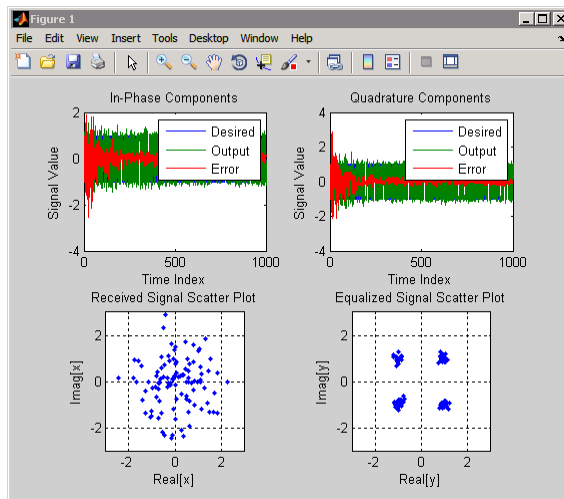 Figure 1
File Edit View Insert Tools Desktop Window Help
In-Phase Components
Signal Value
2
0
-2
-4
0 500 1000
Time Index
Desired
Output
Error
Quadrature Components
Signal Value
4
2
0
-2
-4
0 500 1000
Time Index
Desired
Output
Error
Received Signal Scatter Plot
Imag[x]
2
0
-2
-2 0 2
Real[x]
Equalized Signal Scatter Plot
Imag[y]
2
0
-2
-2 0 2
Real[y]